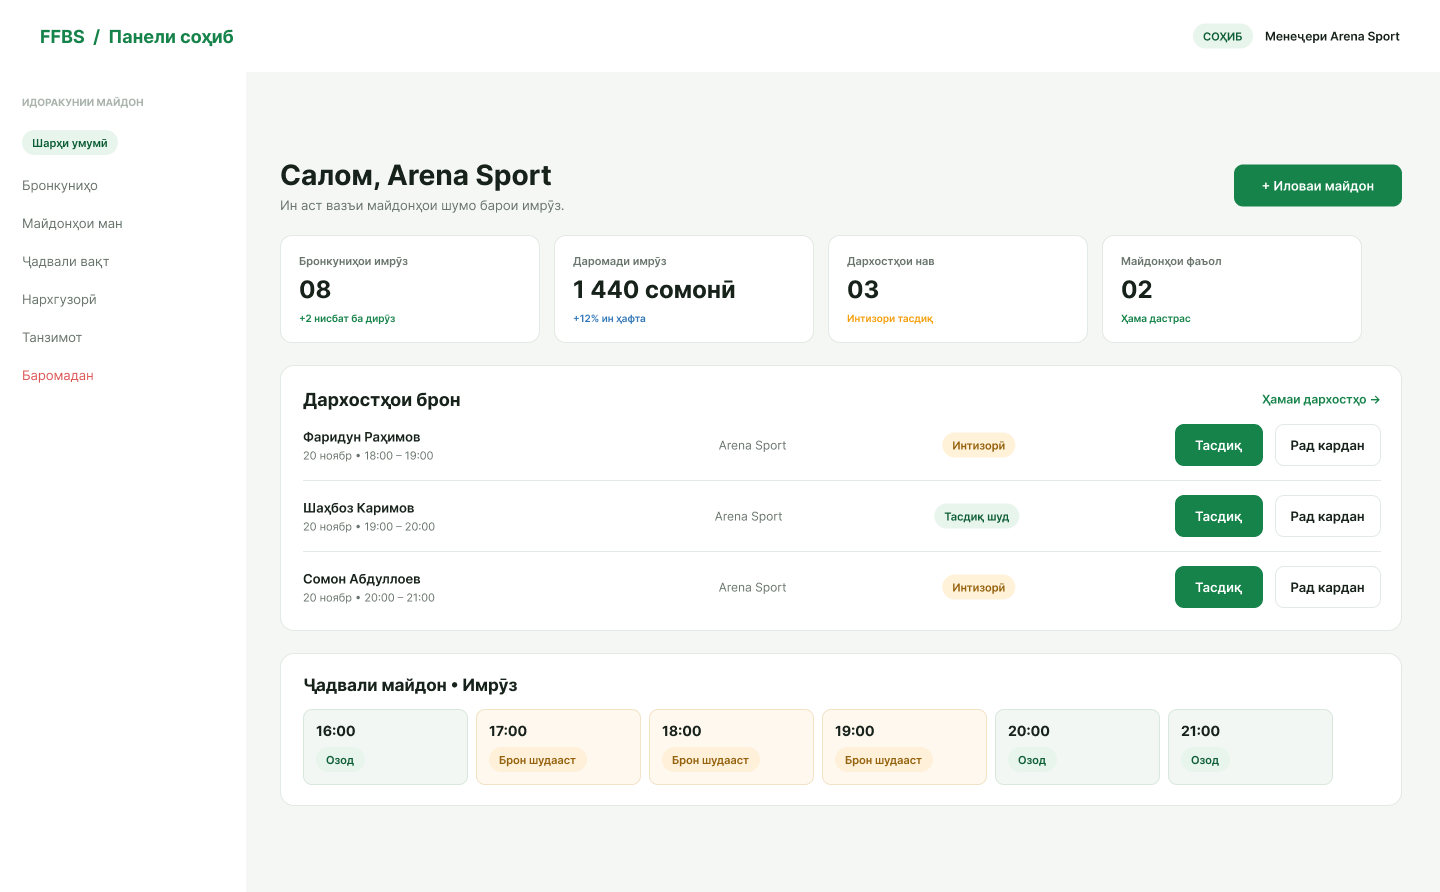 FFBS / Панели соҳиб
СОҲИБ
Менеҷери Arena Sport
ИДОРАКУНИИ МАЙДОН
Шарҳи умумӣ
Бронкуниҳо
Майдонҳои ман
Ҷадвали вақт
Нархгузорӣ
Танзимот
Баромадан
Салом, Arena Sport
Ин аст вазъи майдонҳои шумо барои имрӯз.
+ Иловаи майдон
Бронкуниҳои имрӯз
08
+2 нисбат ба дирӯз
Даромади имрӯз
1 440 сомонӣ
+12% ин ҳафта
Дархостҳои нав
03
Интизори тасдиқ
Майдонҳои фаъол
02
Ҳама дастрас
Дархостҳои брон
Ҳамаи дархостҳо →
Фаридун Раҳимов
20 ноябр • 18:00 – 19:00
Arena Sport
Интизорӣ
Тасдиқ
Рад кардан
Шаҳбоз Каримов
20 ноябр • 19:00 – 20:00
Arena Sport
Тасдиқ шуд
Тасдиқ
Рад кардан
Сомон Абдуллоев
20 ноябр • 20:00 – 21:00
Arena Sport
Интизорӣ
Тасдиқ
Рад кардан
Ҷадвали майдон • Имрӯз
16:00
Озод
17:00
Брон шудааст
18:00
Брон шудааст
19:00
Брон шудааст
20:00
Озод
21:00
Озод